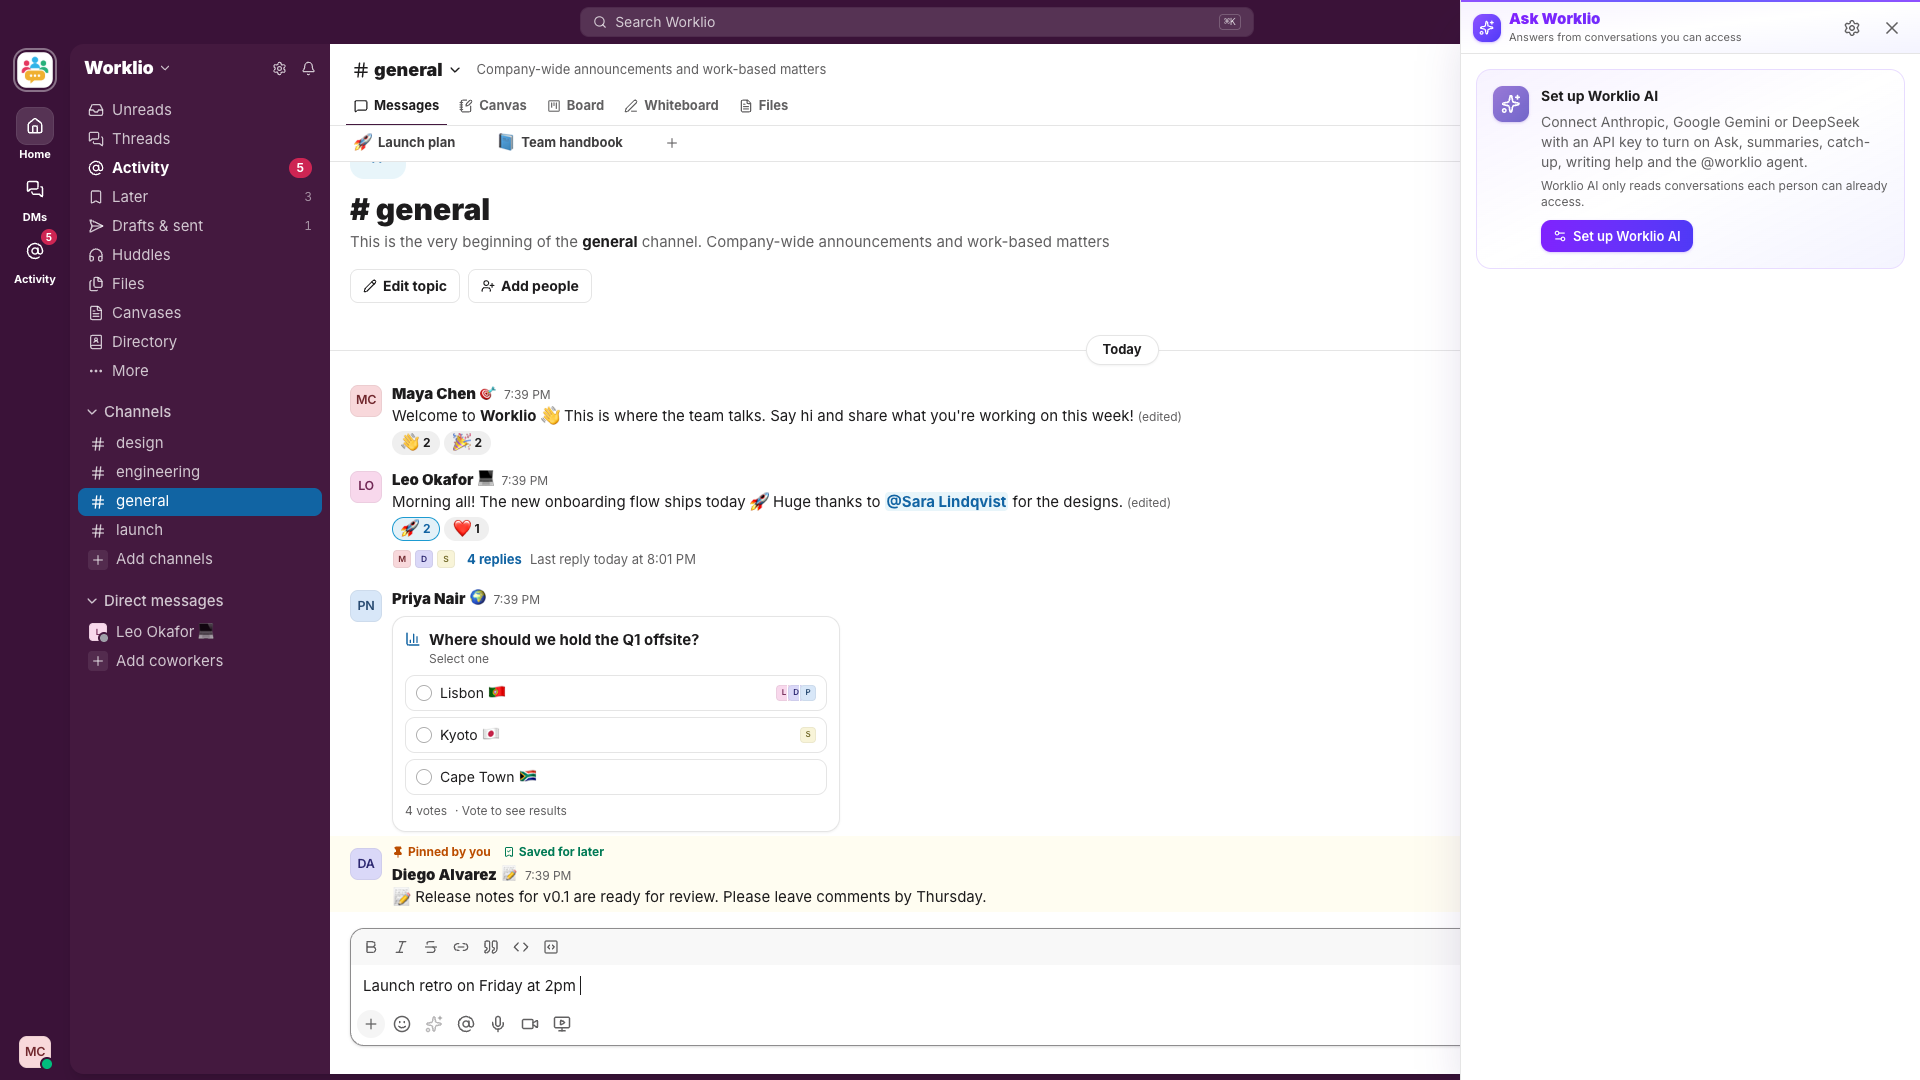 Search Worklio
⌘K
Ask Worklio
Answers from conversations you can access
Home
DMs
5
Activity
MC
Worklio
Unreads
Threads
Activity
5
Later
3
Drafts & sent
1
Huddles
Files
Canvases
Directory
More
Channels
# design
# engineering
# general
# launch
+ Add channels
Direct messages
L
Leo Okafor
+ Add coworkers
# general
Company-wide announcements and work-based matters
Messages
Canvas
Board
Whiteboard
Files
Launch plan
Team handbook
+
# general
This is the very beginning of the general channel. Company-wide announcements and work-based matters
Edit topic
Add people
Today
MC
Maya Chen 🎯 7:39 PM
Welcome to Worklio 👋 This is where the team talks. Say hi and share what you're working on this week! (edited)
👋 2 🎉 2
LO
Leo Okafor 💻 7:39 PM
Morning all! The new onboarding flow ships today 🚀 Huge thanks to @Sara Lindqvist for the designs. (edited)
🚀 2 ❤️ 1
M D S 4 replies Last reply today at 8:01 PM
PN
Priya Nair 🌍 7:39 PM
Where should we hold the Q1 offsite?
Select one
Lisbon 🇵🇹 L D P
Kyoto 🇯🇵 S
Cape Town 🇿🇦
4 votes · Vote to see results
Pinned by you Saved for later
DA
Diego Alvarez 📝 7:39 PM
📝 Release notes for v0.1 are ready for review. Please leave comments by Thursday.
B I S
Launch retro on Friday at 2pm
Set up Worklio AI
Connect Anthropic, Google Gemini or DeepSeek
with an API key to turn on Ask, summaries, catch-
up, writing help and the @worklio agent.
Worklio AI only reads conversations each person can already
access.
Set up Worklio AI